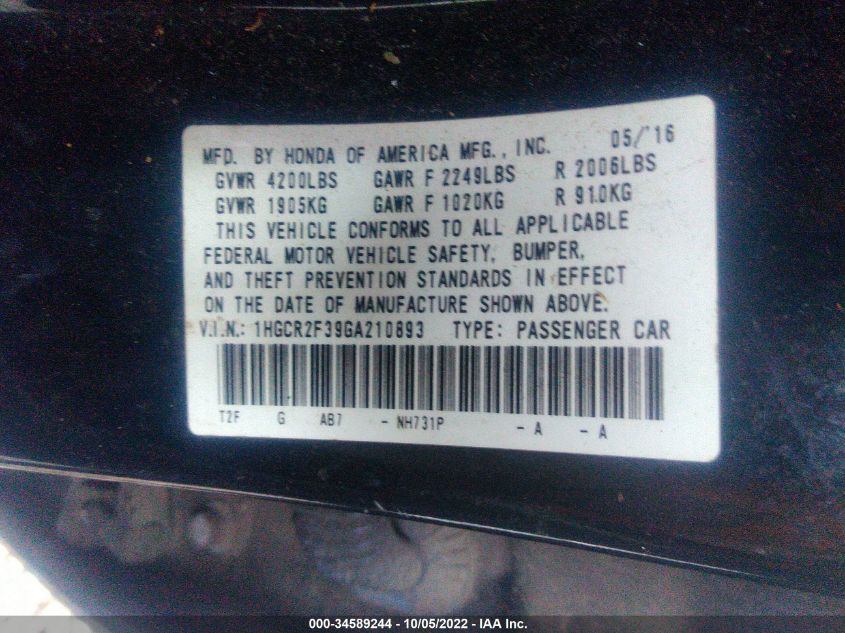 MFD. BY HONDA OF AMERICA MFG., INC. 05/'16
GVWR 4200LBS GAWR F 2249LBS R 2006LBS
GVWR 1905KG GAWR F 1020KG R 910KG
THIS VEHICLE CONFORMS TO ALL APPLICABLE
FEDERAL MOTOR VEHICLE SAFETY, BUMPER,
AND THEFT PREVENTION STANDARDS IN EFFECT
ON THE DATE OF MANUFACTURE SHOWN ABOVE.
V.I.N.: 1HGCR2F39GA210893 TYPE: PASSENGER CAR
T2F G AB7 - NH731P - A - A
000-34589244 - 10/05/2022 - IAA Inc.